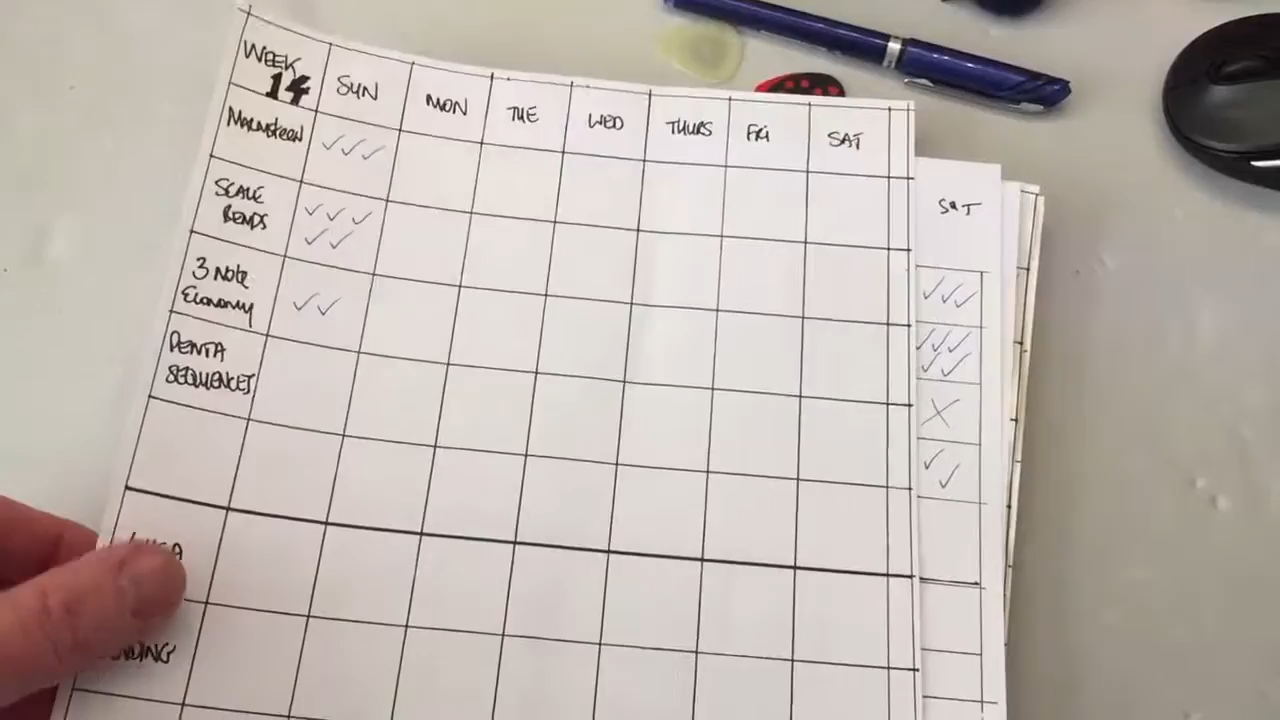 WEEK
14
SUN
MON
TUE
WED
THURS
FRI
SAT
Malmsteen
SCALE
BENDS
3 Note
Economy
PENTA
SEQUENCES
SAT